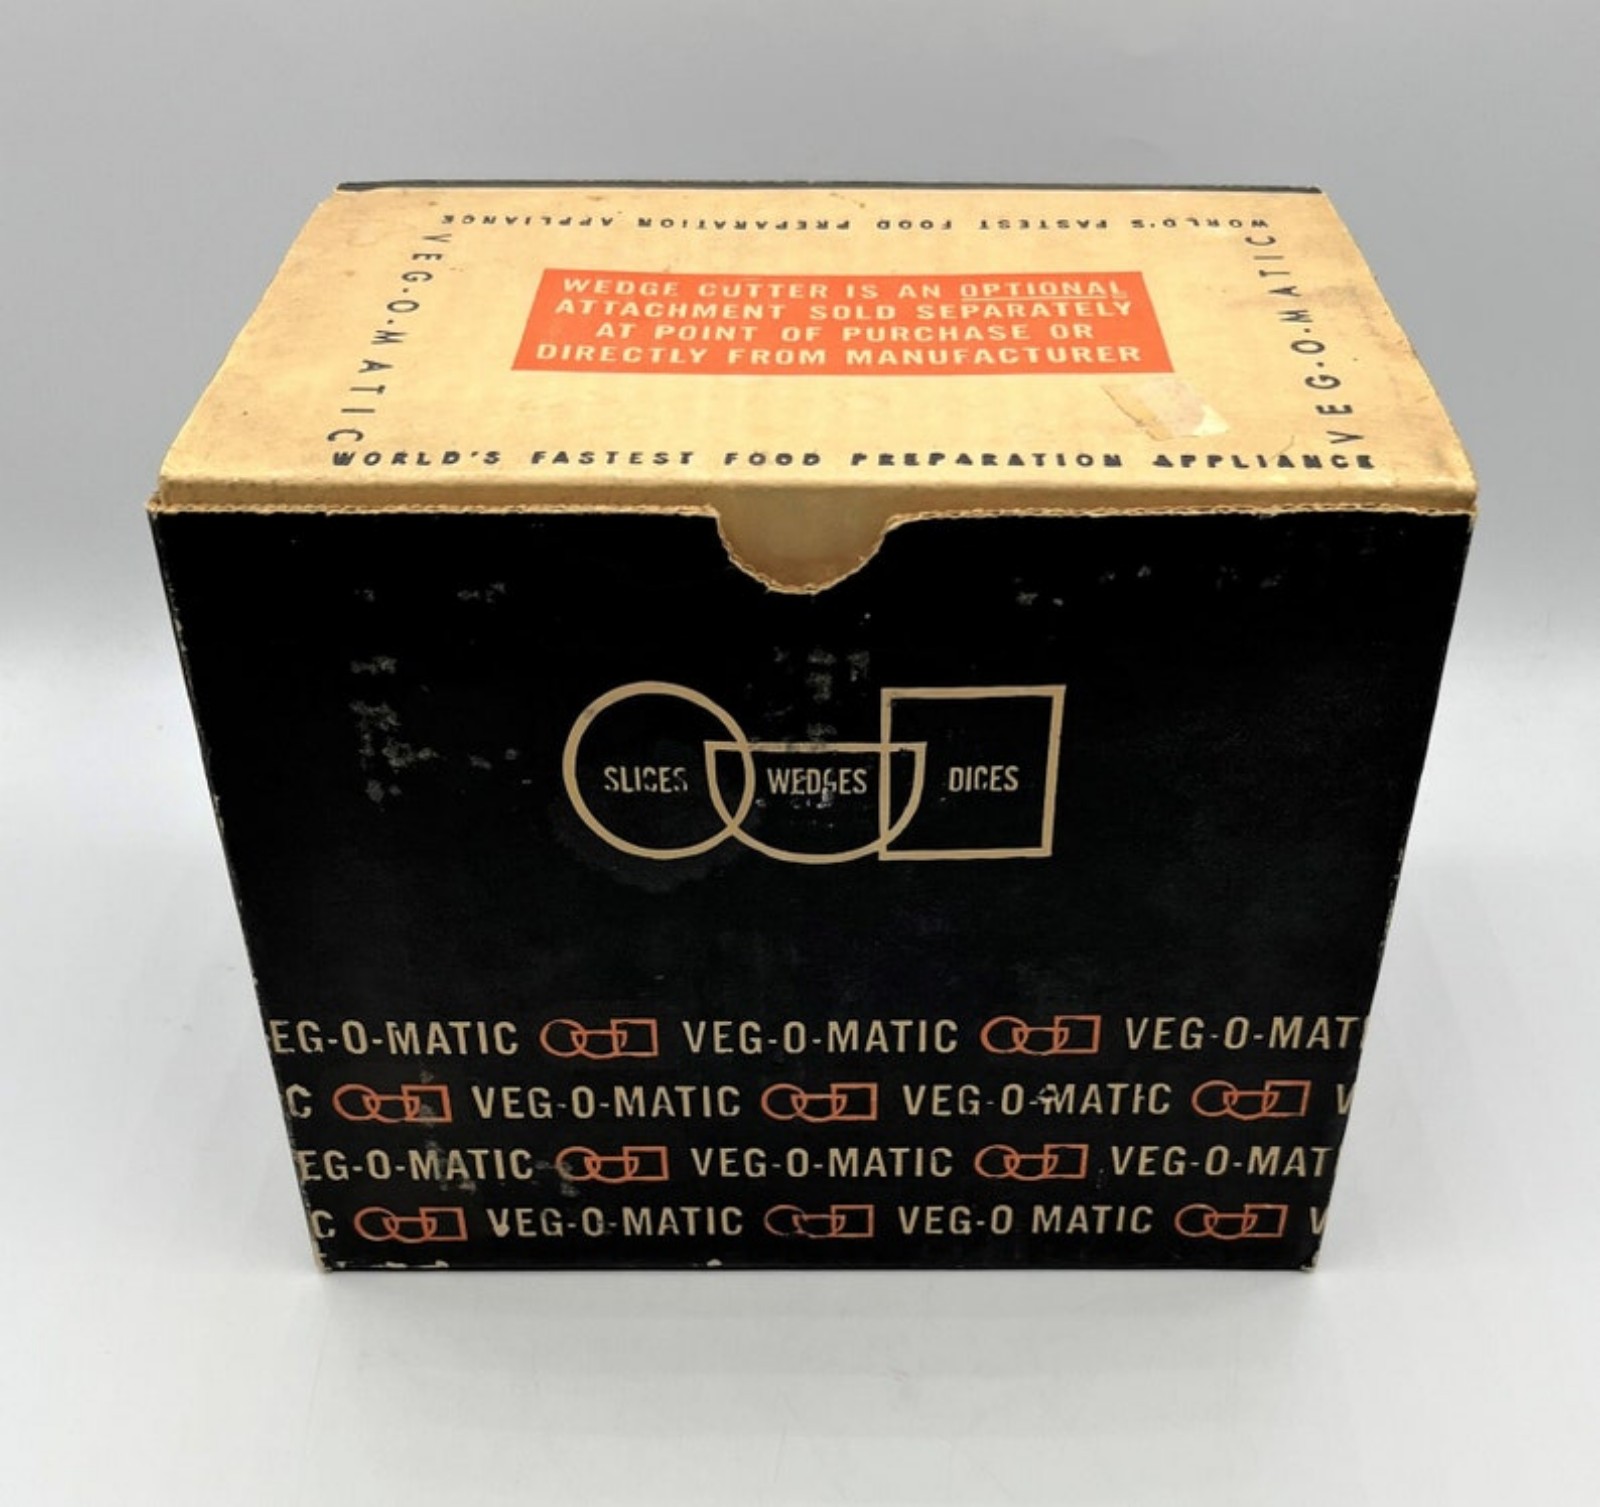 WORLD'S FASTEST FOOD PREPARATION APPLIANCE
VEG-O-MATIC
VEG-O-MATIC
WEDGE CUTTER IS AN OPTIONAL
ATTACHMENT SOLD SEPARATELY
AT POINT OF PURCHASE OR
DIRECTLY FROM MANUFACTURER
WORLD'S FASTEST FOOD PREPARATION APPLIANCE
SLICES WEDGES DICES
EG-O-MATIC VEG-O-MATIC VEG-O-MATI
C VEG-O-MATIC VEG-O-MATIC V
EG-O-MATIC VEG-O-MATIC VEG-O-MAT
C VEG-O-MATIC VEG-O MATIC V